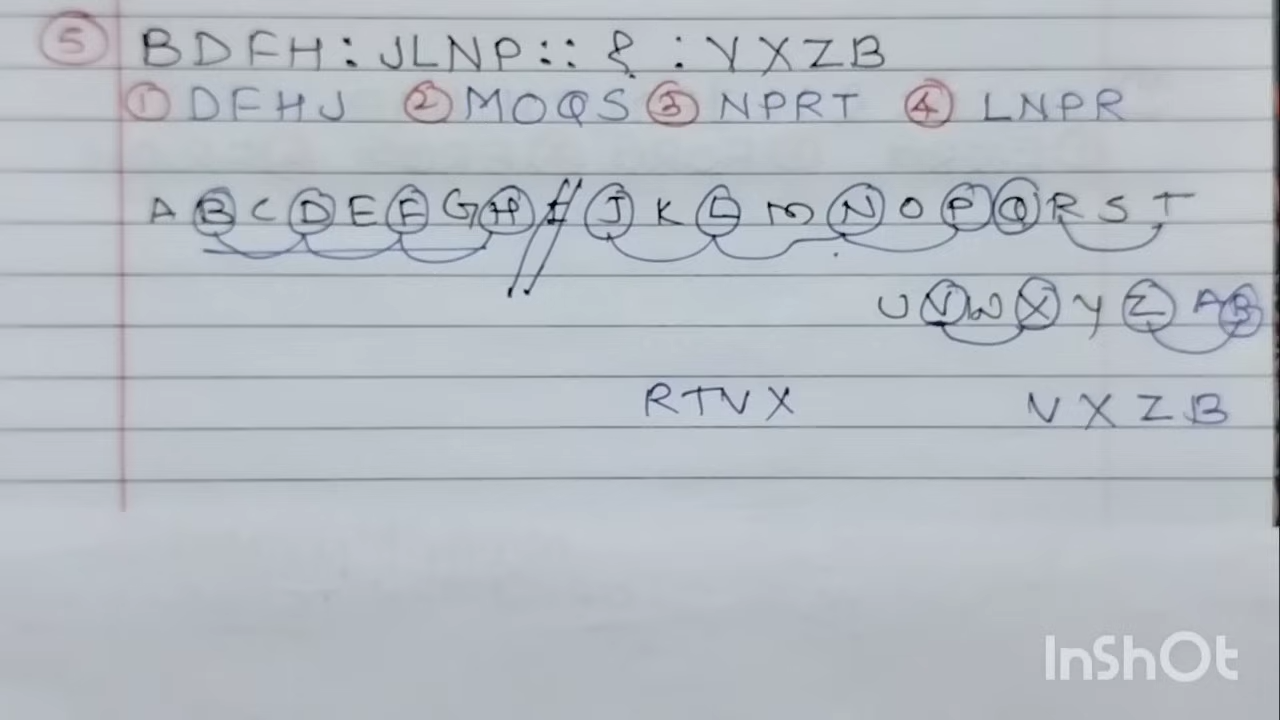 5 BDFH : JLNP :: ? : VXZB
1 DFHJ 2 MOQS 3 NPRT 4 LNPR
A B C D E F G H I // J K L M N O P Q R S T
U V W X Y Z A B
RTVX VXZB
InShOt